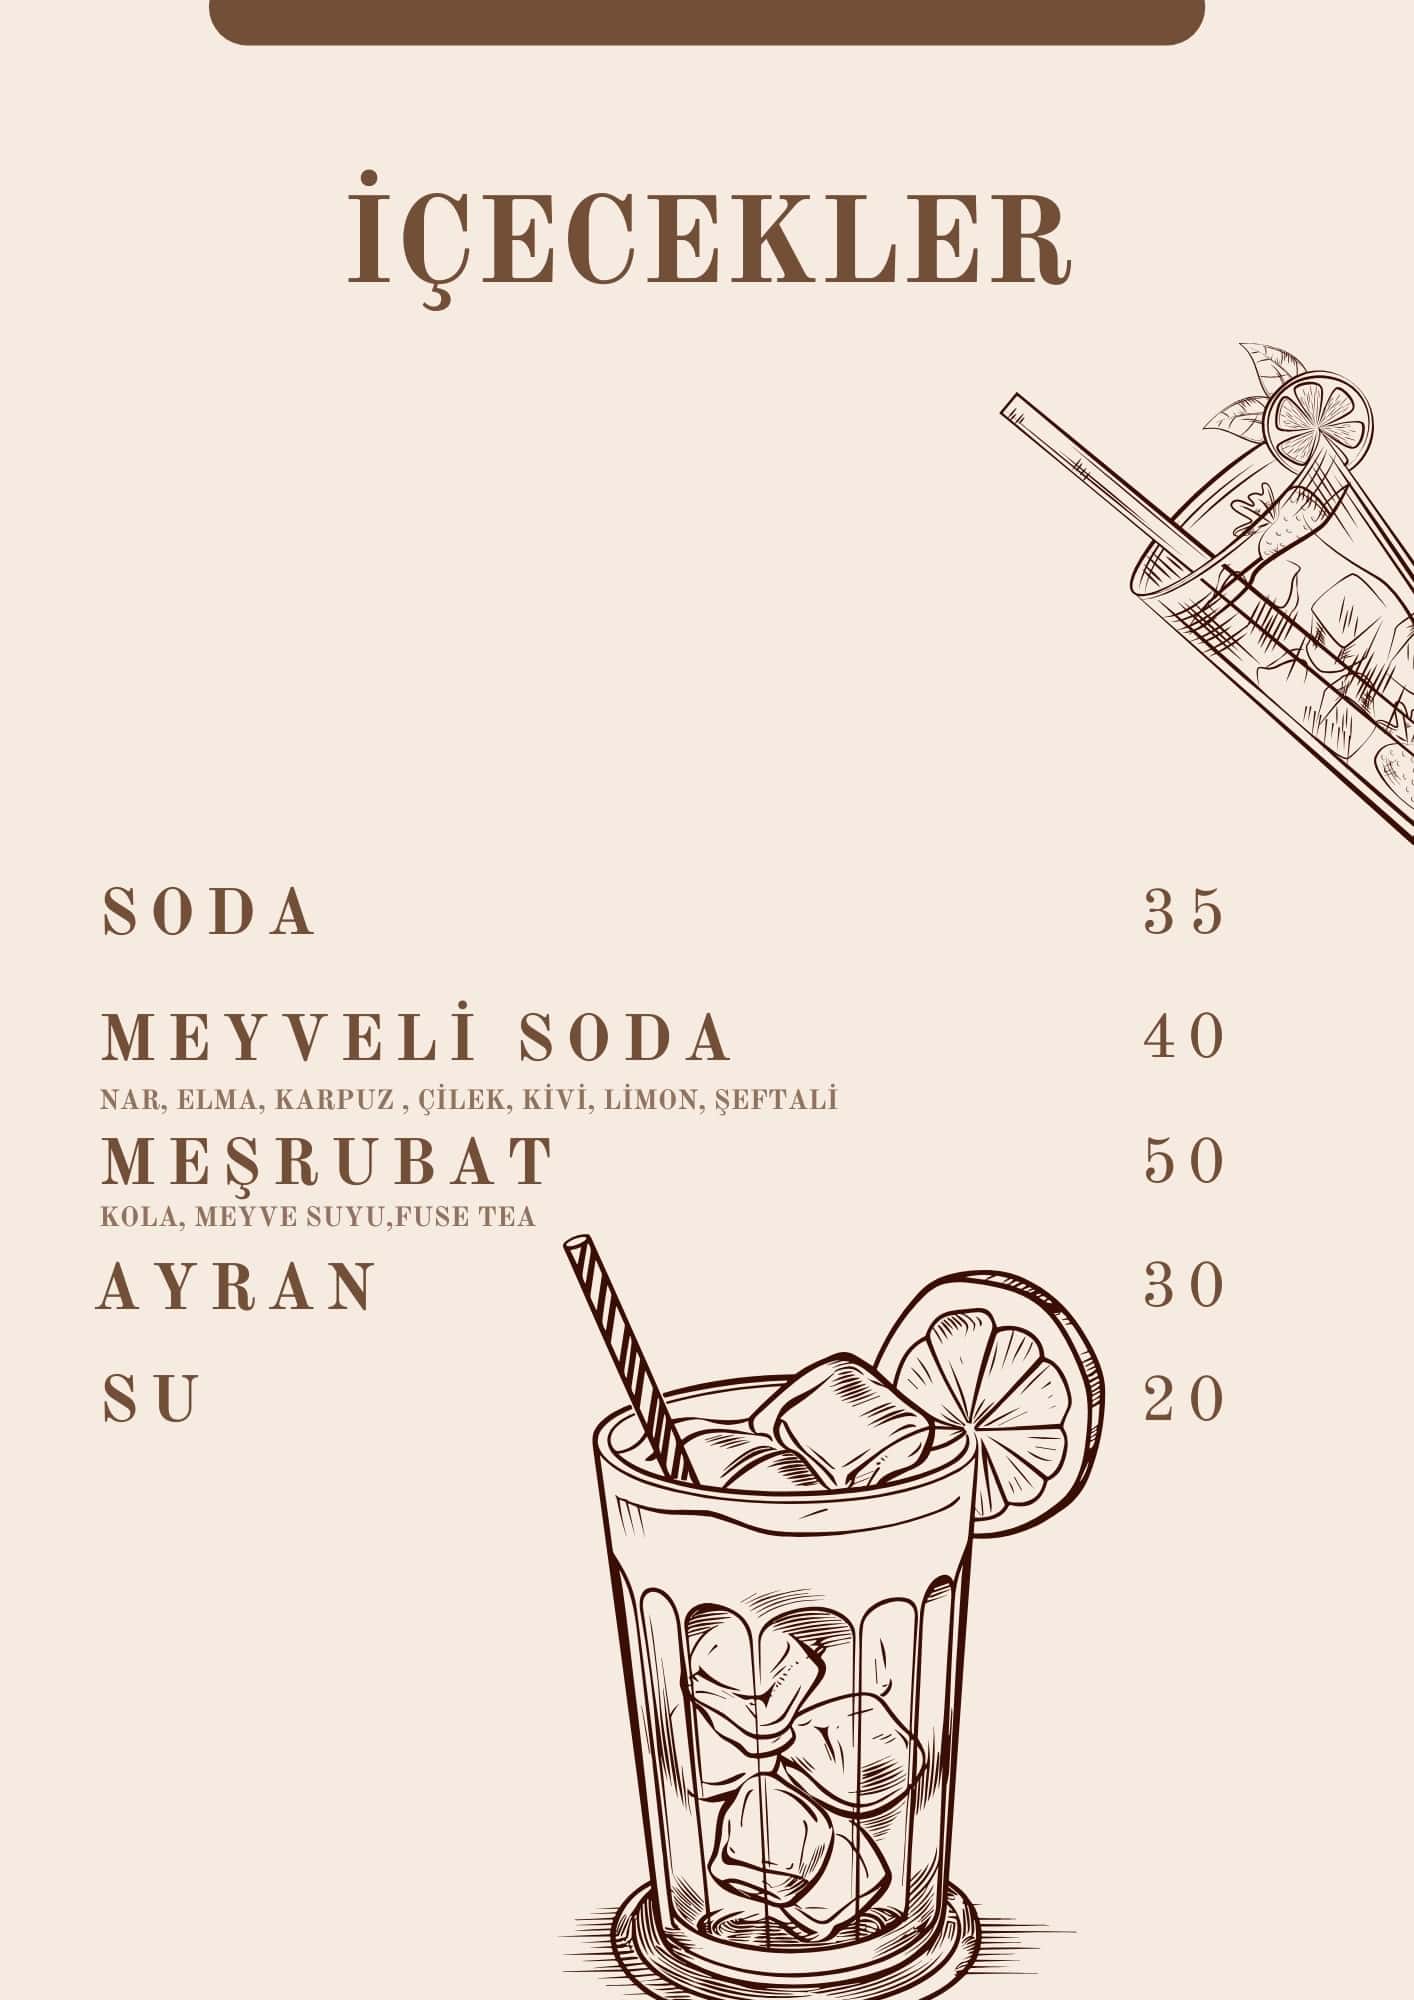 İÇECEKLER
SODA 35
MEYVELİ SODA 40
NAR, ELMA, KARPUZ , ÇİLEK, KİVİ, LİMON, ŞEFTALİ
MEŞRUBAT 50
KOLA, MEYVE SUYU,FUSE TEA
AYRAN 30
SU 20